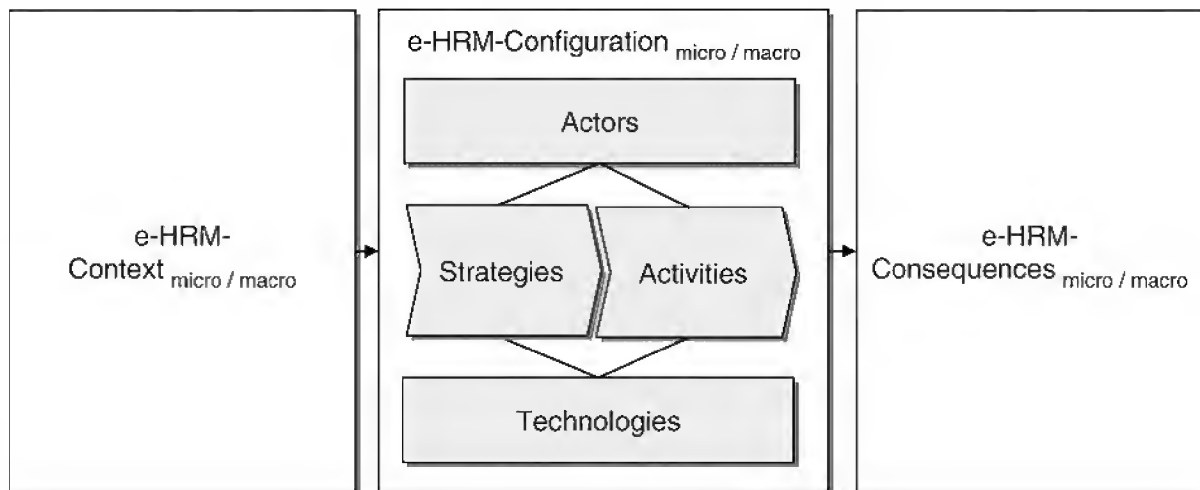 e-HRM-Configuration micro / macro
Actors
e-HRM-
Context micro / macro
Strategies
Activities
e-HRM-
Consequences micro / macro
Technologies